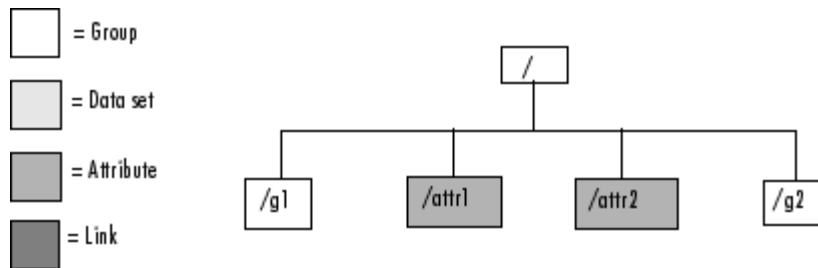 = Group
= Data set
= Attribute
= Link
/
/g1
/attr1
/attr2
/g2